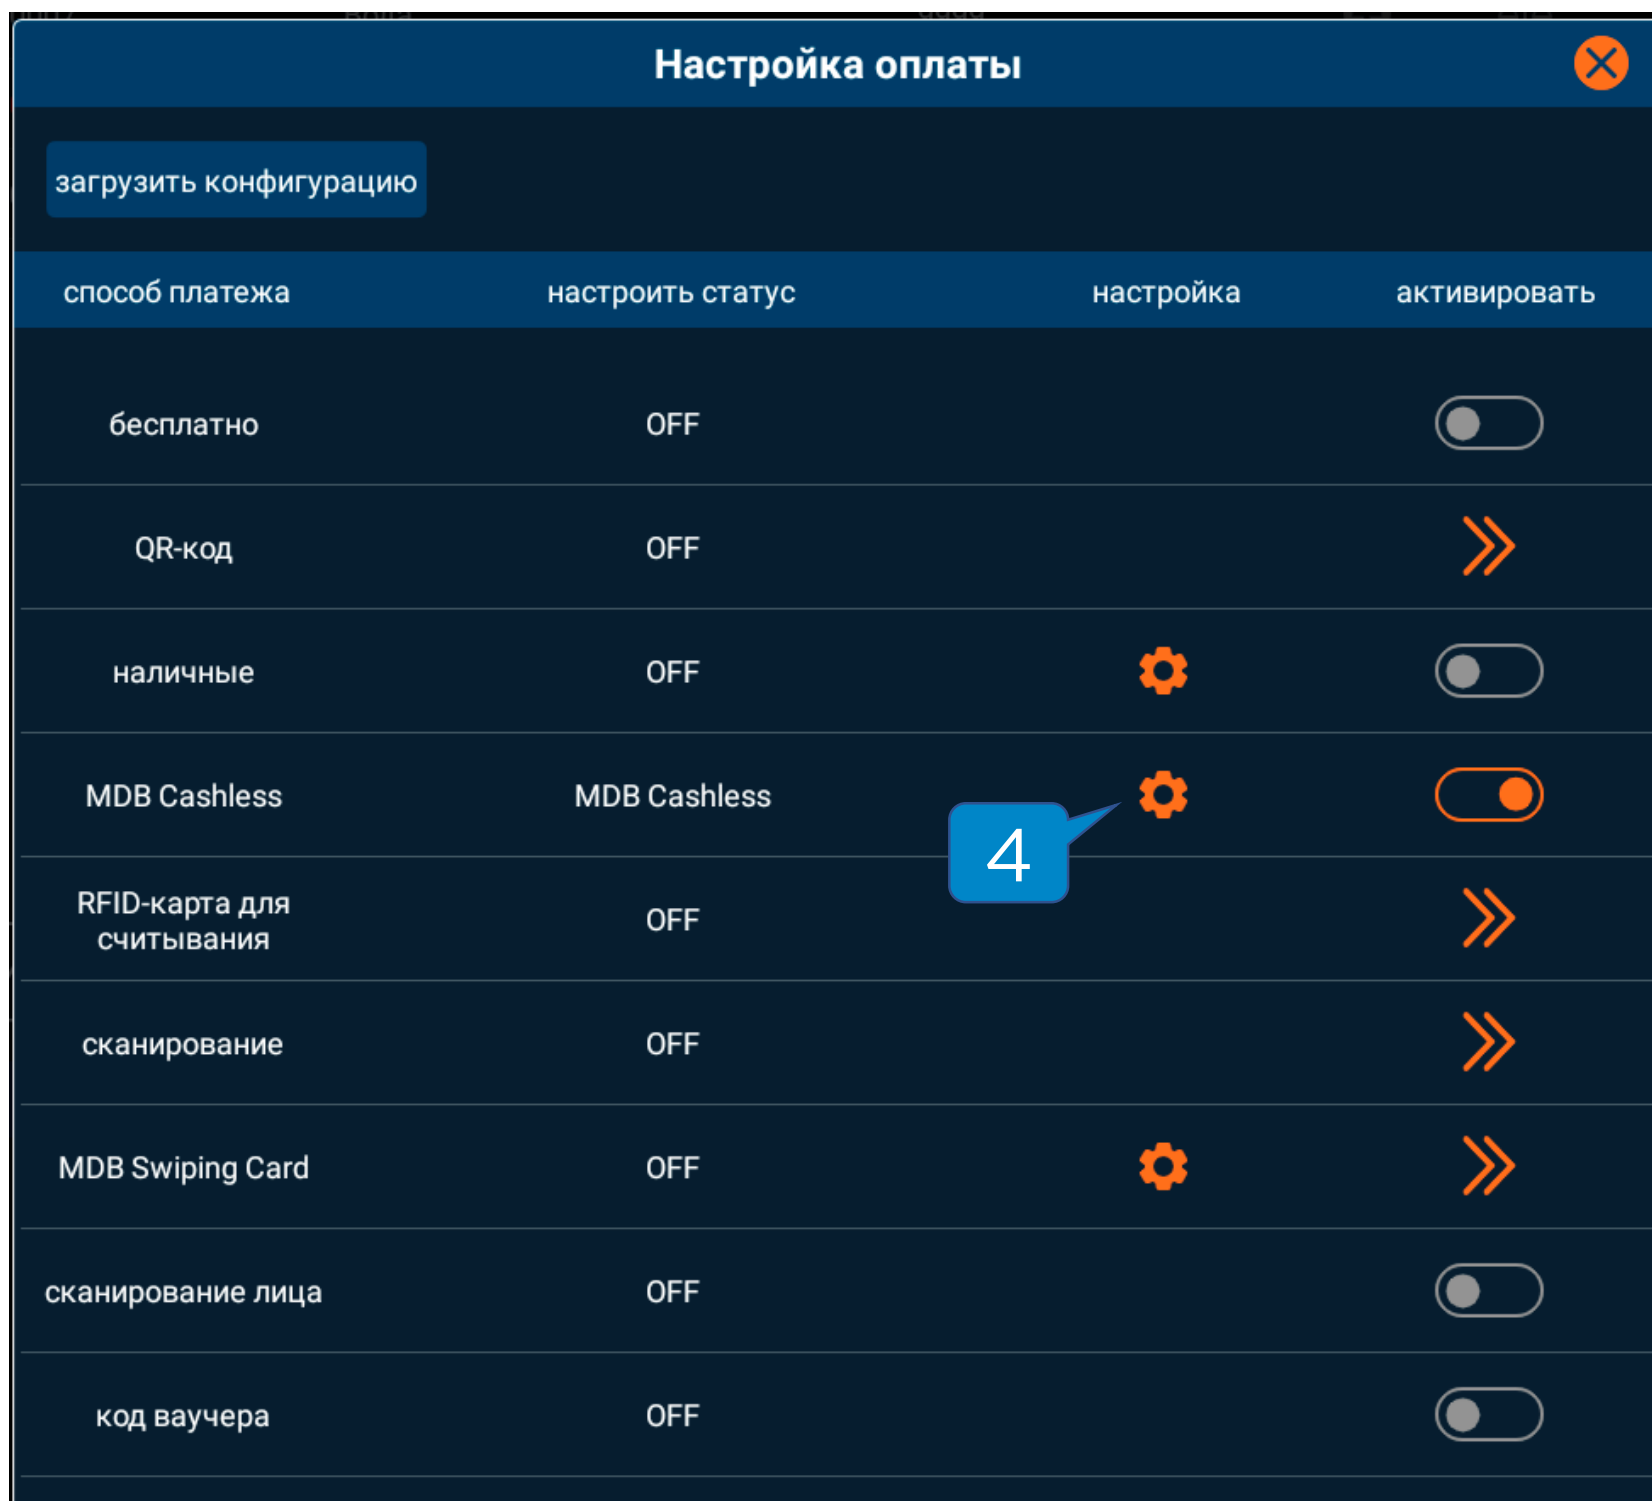 Настройка оплаты
загрузить конфигурацию
способ платежа настроить статус настройка активировать
бесплатно OFF
QR-код OFF
наличные OFF
MDB Cashless MDB Cashless
4
RFID-карта для
считывания OFF
сканирование OFF
MDB Swiping Card OFF
сканирование лица OFF
код ваучера OFF